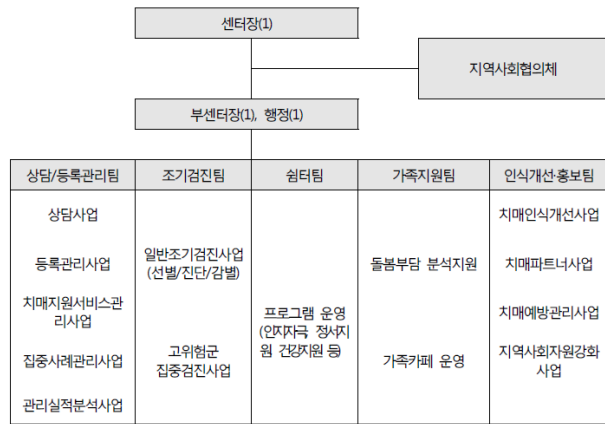 센터장(1)
지역사회협의체
부센터장(1), 행정(1)
상담/등록관리팀
상담사업
등록관리사업
치매지원서비스관
리사업
집중사례관리사업
관리실적분석사업
조기검진팀
일반조기검진사업
(선별/진단/감별)
고위험군
집중검진사업
쉼터팀
프로그램 운영
(인지자극, 정서지
원, 건강지원 등)
가족지원팀
돌봄부담 분석지원
가족카페 운영
인식개선·홍보팀
치매인식개선사업
치매파트너사업
치매예방관리사업
지역사회자원강화
사업